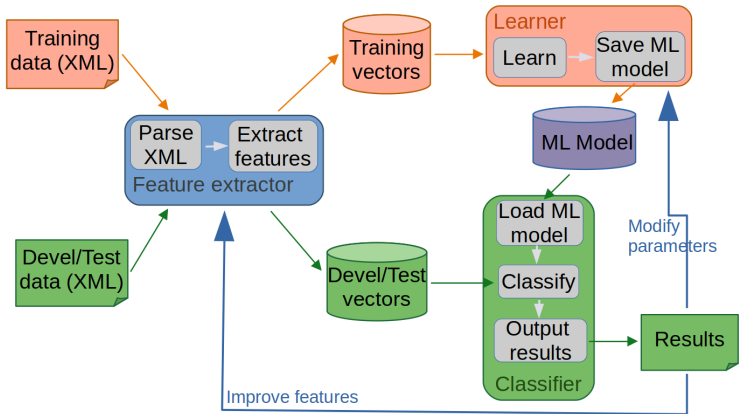 Training
data (XML)
Training
vectors
Learner
Learn
Save ML
model
Parse
XML
Extract
features
Feature extractor
ML Model
Devel/Test
data (XML)
Devel/Test
vectors
Load ML
model
Classify
Output
results
Classifier
Modify
parameters
Results
Improve features